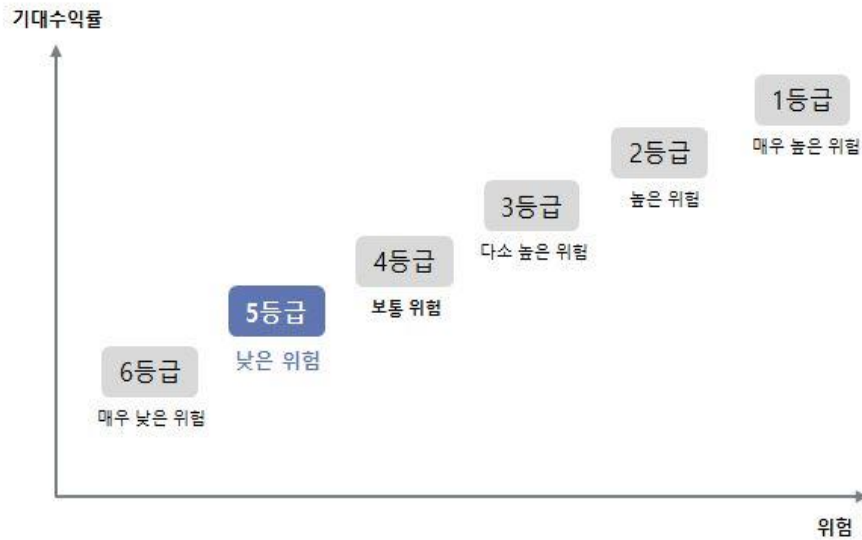 기대수익률
1등급
매우 높은 위험
2등급
높은 위험
3등급
다소 높은 위험
4등급
보통 위험
5등급
낮은 위험
6등급
매우 낮은 위험
위험